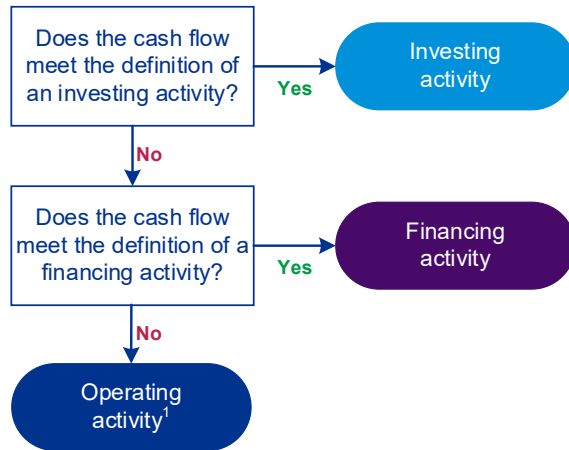 Does the cash flow
meet the definition of
an investing activity?
Yes
Investing
activity
No
Does the cash flow
meet the definition of a
financing activity?
Yes
Financing
activity
No
Operating
activity¹